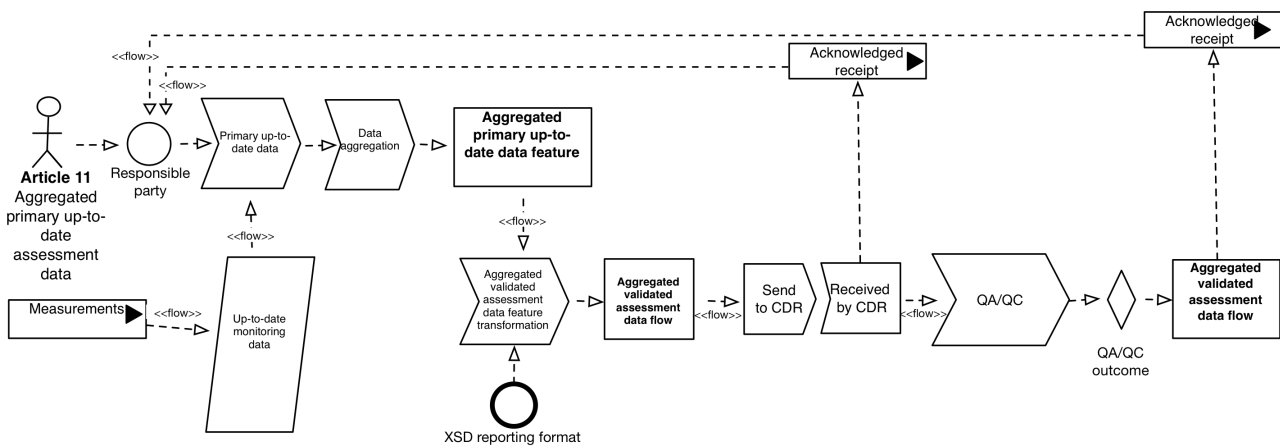 Acknowledged
receipt
<<flow>>
Acknowledged
receipt
<<flow>>
Article 11
Aggregated
primary up-to-
date
assessment
data
Responsible
party
Primary up-to-
date data
Data
aggregation
Aggregated
primary up-to-
date data feature
<<flow>>
<<flow>>
Measurements
<<flow>>
Up-to-date
monitoring
data
Aggregated
validated
assessment
data feature
transformation
Aggregated
validated
assessment
data flow
<<flow>>
Send
to CDR
Received
by CDR
<<flow>>
QA/QC
QA/QC
outcome
Aggregated
validated
assessment
data flow
XSD reporting format